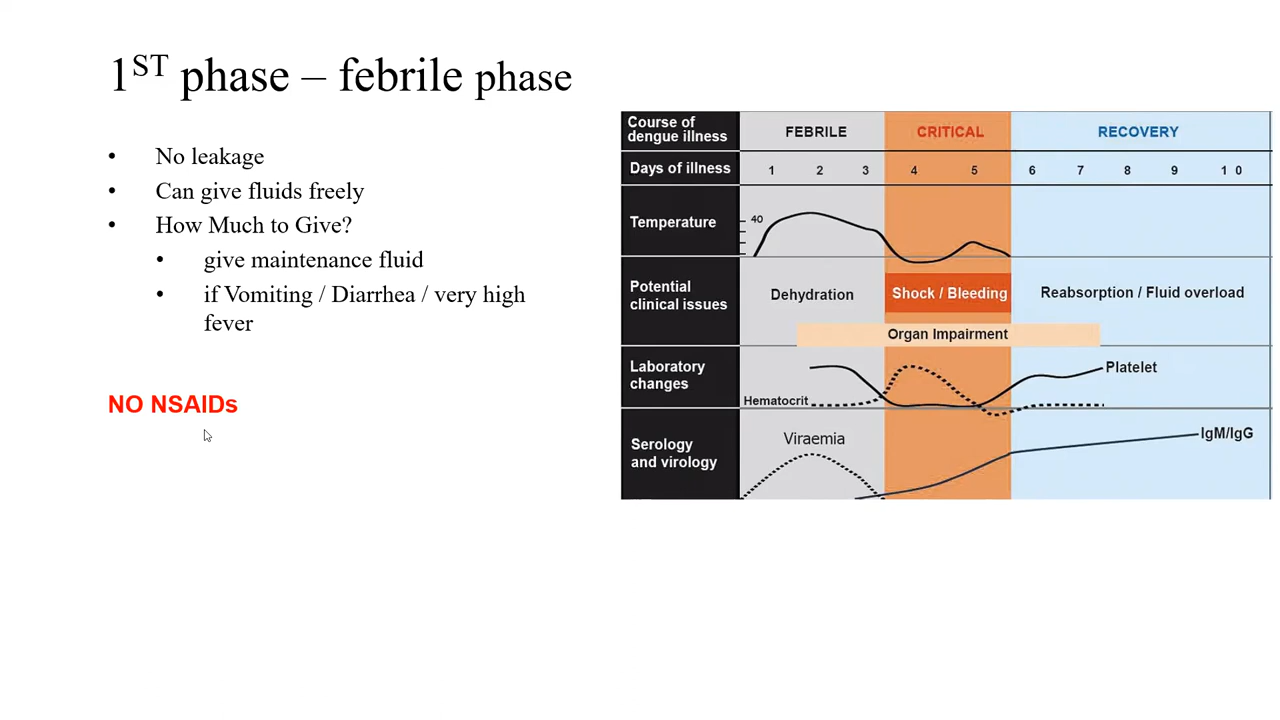 1ST phase – febrile phase
• No leakage
• Can give fluids freely
• How Much to Give?
• give maintenance fluid
• if Vomiting / Diarrhea / very high
fever
NO NSAIDs
Course of
dengue illness
FEBRILE
CRITICAL
RECOVERY
Days of illness
1 2 3 4 5 6 7 8 9 1 0
Temperature
40
Potential
clinical issues
Dehydration
Shock / Bleeding
Reabsorption / Fluid overload
Organ Impairment
Laboratory
changes
Platelet
Hematocrit
Serology
and virology
Viraemia
IgM/IgG